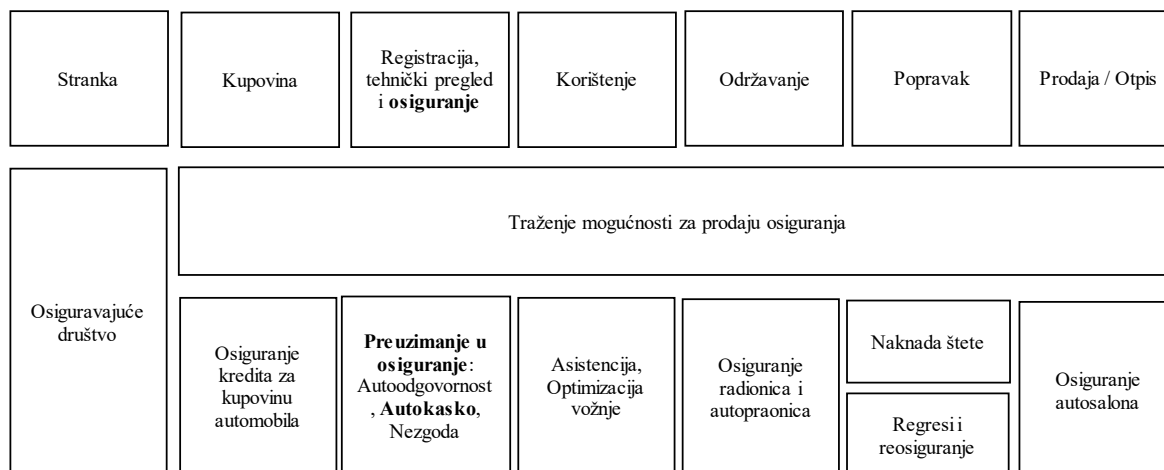 Stranka
Kupovina
Registracija,
tehnički pregled
i osiguranje
Korištenje
Održavanje
Popravak
Prodaja / Otpis
Osiguravajuće
društvo
Traženje mogućnosti za prodaju osiguranja
Osiguranje
kredita za
kupovinu
automobila
Preuzimanje u
osiguranje:
Autoodgovornost
, Autokasko,
Nezgoda
Asistencija,
Optimizacija
vožnje
Osiguranje
radionica i
autopraonica
Naknada štete
Regresi i
reosiguranje
Osiguranje
autosalona